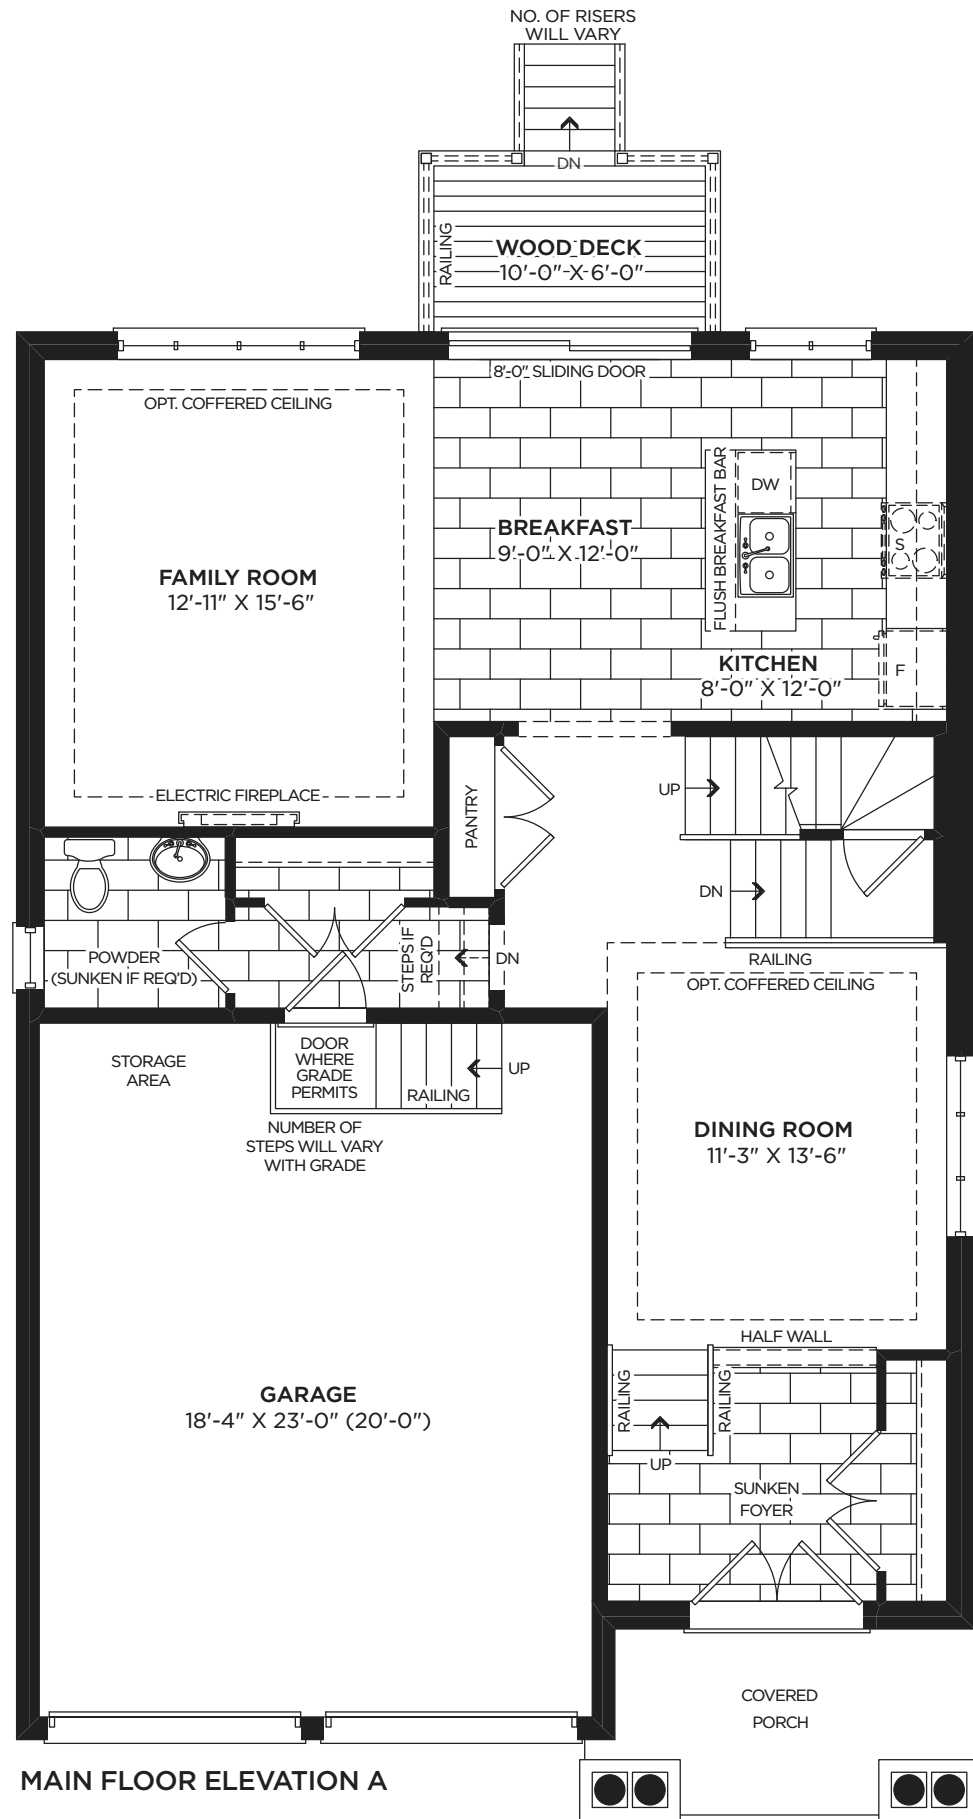 NO. OF RISERS
WILL VARY
DN
RAILING
WOOD DECK
10'-0" X 6'-0"
8'-0" SLIDING DOOR
OPT. COFFERED CEILING
FLUSH BREAKFAST BAR
DW
BREAKFAST
9'-0" X 12'-0"
S
FAMILY ROOM
12'-11" X 15'-6"
KITCHEN
8'-0" X 12'-0"
F
ELECTRIC FIREPLACE
PANTRY
UP
DN
POWDER
(SUNKEN IF REQ'D)
STEPS IF
REQ'D
DN
RAILING
OPT. COFFERED CEILING
STORAGE
AREA
DOOR
WHERE
GRADE
PERMITS
RAILING
UP
NUMBER OF
STEPS WILL VARY
WITH GRADE
DINING ROOM
11'-3" X 13'-6"
HALF WALL
RAILING
RAILING
GARAGE
18'-4" X 23'-0" (20'-0")
UP
SUNKEN
FOYER
COVERED
PORCH
MAIN FLOOR ELEVATION A